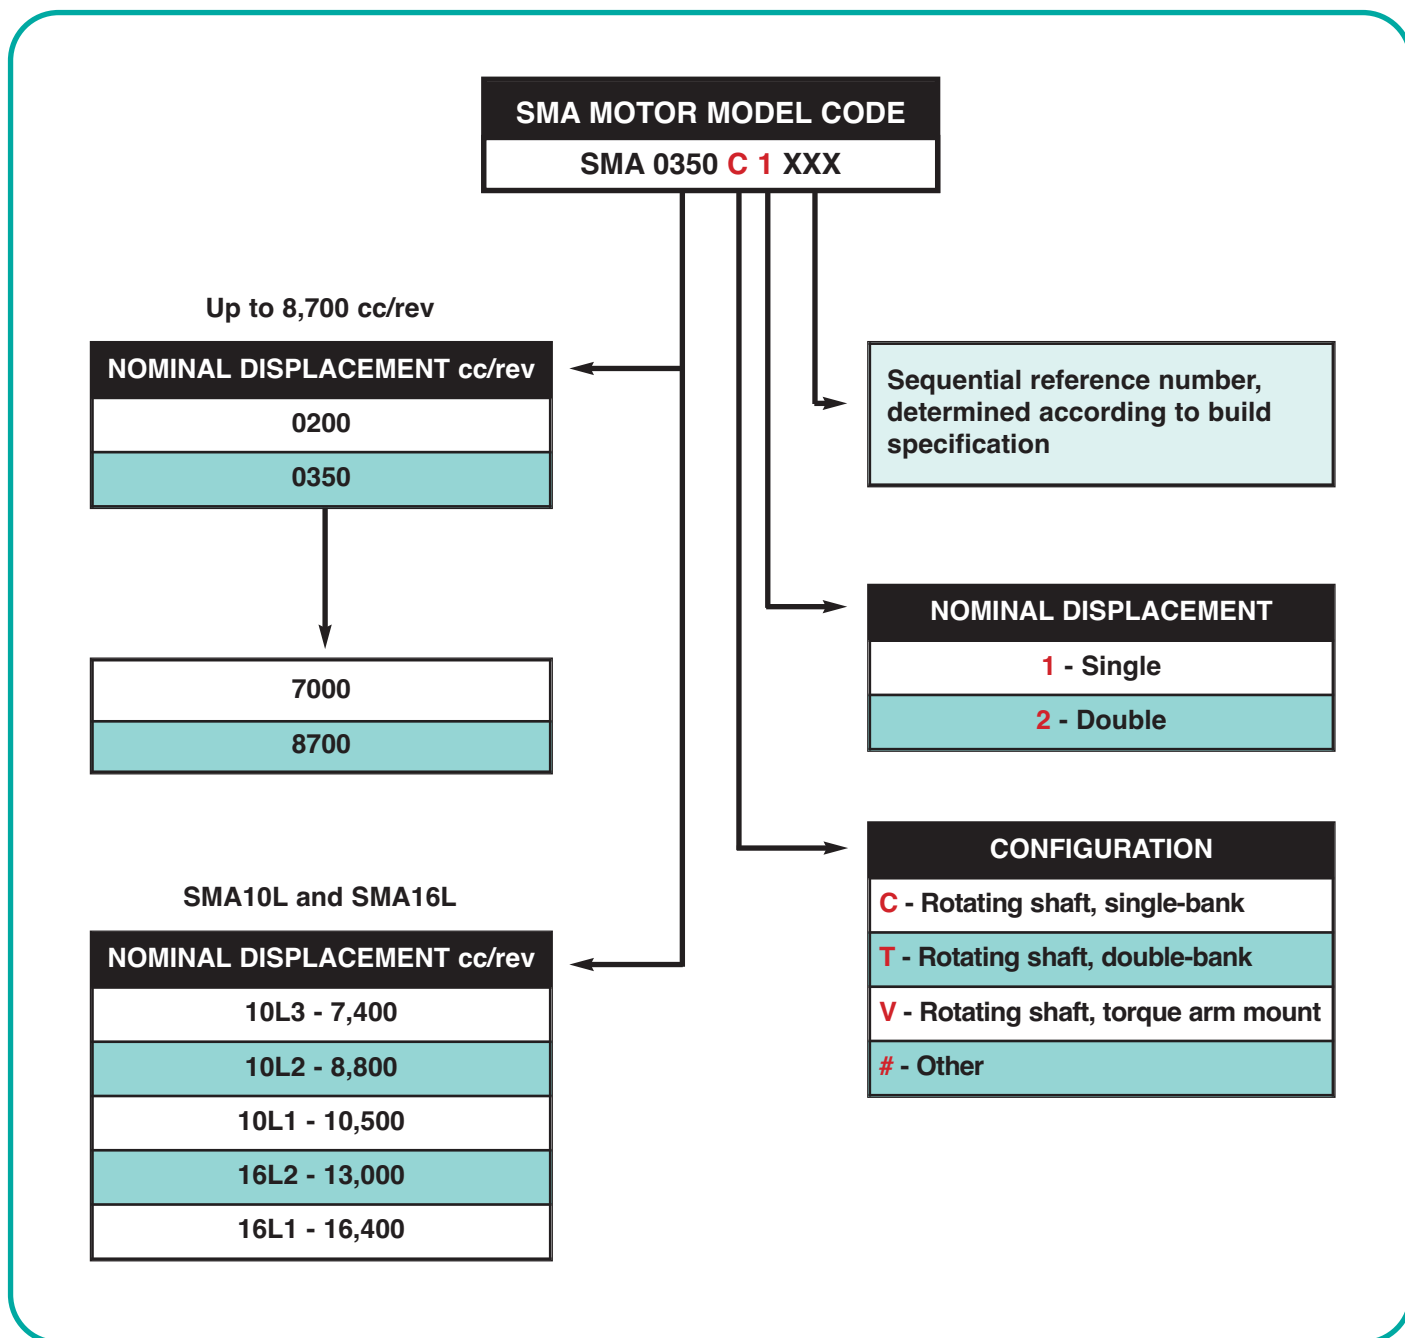 SMA MOTOR MODEL CODE
SMA 0350 C 1 XXX
Up to 8,700 cc/rev
NOMINAL DISPLACEMENT cc/rev
0200
0350
7000
8700
SMA10L and SMA16L
NOMINAL DISPLACEMENT cc/rev
10L3 - 7,400
10L2 - 8,800
10L1 - 10,500
16L2 - 13,000
16L1 - 16,400
Sequential reference number,
determined according to build
specification
NOMINAL DISPLACEMENT
1 - Single
2 - Double
CONFIGURATION
C - Rotating shaft, single-bank
T - Rotating shaft, double-bank
V - Rotating shaft, torque arm mount
# - Other